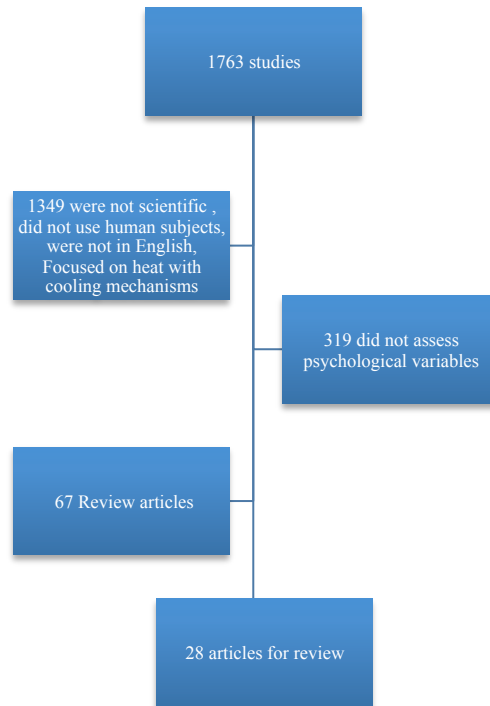 1763 studies
1349 were not scientific ,
did not use human subjects,
were not in English,
Focused on heat with
cooling mechanisms
319 did not assess
psychological variables
67 Review articles
28 articles for review